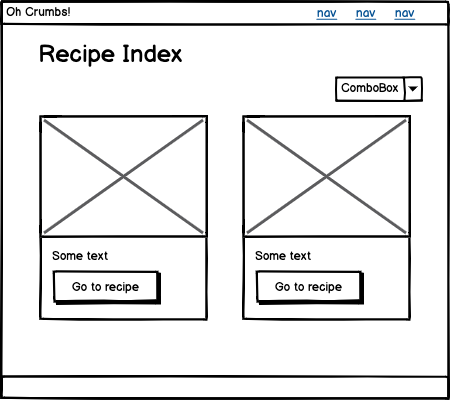 Oh Crumbs! nav nav nav
Recipe Index
ComboBox
Some text Some text
Go to recipe Go to recipe